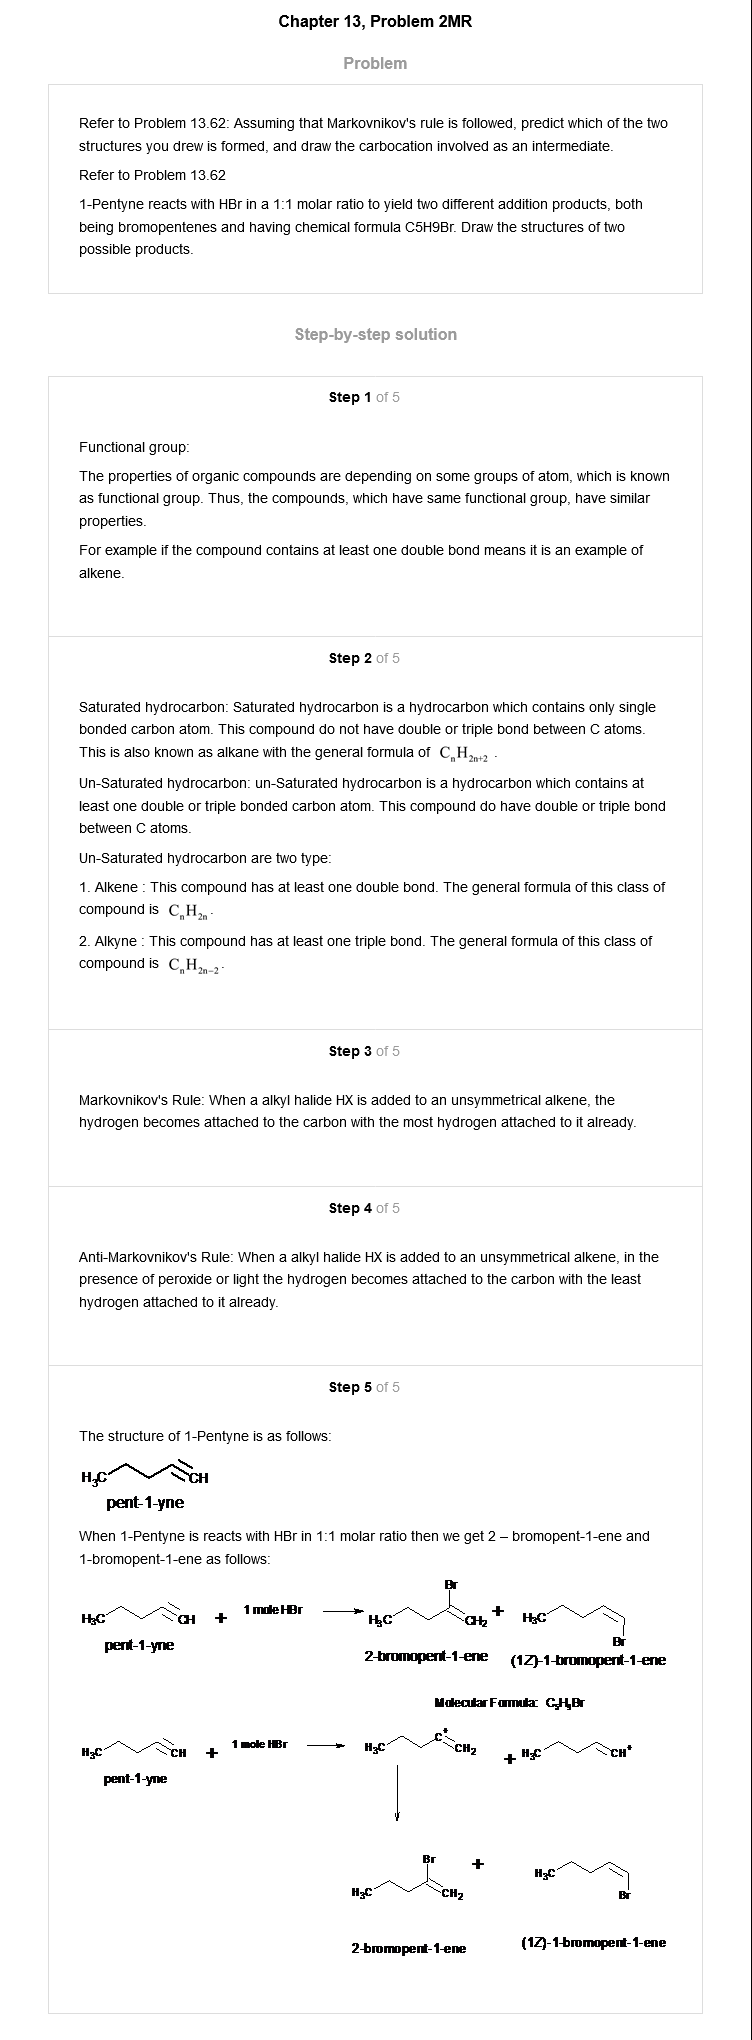 Chapter 13, Problem 2MR
Problem
Refer to Problem 13.62: Assuming that Markovnikov's rule is followed, predict which of the two
structures you drew is formed, and draw the carbocation involved as an intermediate.
Refer to Problem 13.62
1-Pentyne reacts with HBr in a 1:1 molar ratio to yield two different addition products, both
being bromopentenes and having chemical formula C5H9Br. Draw the structures of two
possible products.
Step-by-step solution
Step 1 of 5
Functional group:
The properties of organic compounds are depending on some groups of atom, which is known
as functional group. Thus, the compounds, which have same functional group, have similar
properties.
For example if the compound contains at least one double bond means it is an example of
alkene.
Step 2 of 5
Saturated hydrocarbon: Saturated hydrocarbon is a hydrocarbon which contains only single
bonded carbon atom. This compound do not have double or triple bond between C atoms.
This is also known as alkane with the general formula of CnH2n+2 .
Un-Saturated hydrocarbon: un-Saturated hydrocarbon is a hydrocarbon which contains at
least one double or triple bonded carbon atom. This compound do have double or triple bond
between C atoms.
Un-Saturated hydrocarbon are two type:
1. Alkene : This compound has at least one double bond. The general formula of this class of
compound is CnH2n .
2. Alkyne : This compound has at least one triple bond. The general formula of this class of
compound is CnH2n−2 .
Step 3 of 5
Markovnikov's Rule: When a alkyl halide HX is added to an unsymmetrical alkene, the
hydrogen becomes attached to the carbon with the most hydrogen attached to it already.
Step 4 of 5
Anti-Markovnikov's Rule: When a alkyl halide HX is added to an unsymmetrical alkene, in the
presence of peroxide or light the hydrogen becomes attached to the carbon with the least
hydrogen attached to it already.
Step 5 of 5
The structure of 1-Pentyne is as follows:
H3C CH
pent-1-yne
When 1-Pentyne is reacts with HBr in 1:1 molar ratio then we get 2 – bromopent-1-ene and
1-bromopent-1-ene as follows:
Br
H3C CH + 1 mole HBr H3C CH2 + H3C
Br
pent-1-yne 2-bromopent-1-ene (1Z)-1-bromopent-1-ene
Molecular Formula: C5H9Br
H3C CH + 1 mole HBr H3C C+ CH2 + H3C CH+
pent-1-yne
Br +
H3C CH2 H3C Br
2-bromopent-1-ene (1Z)-1-bromopent-1-ene